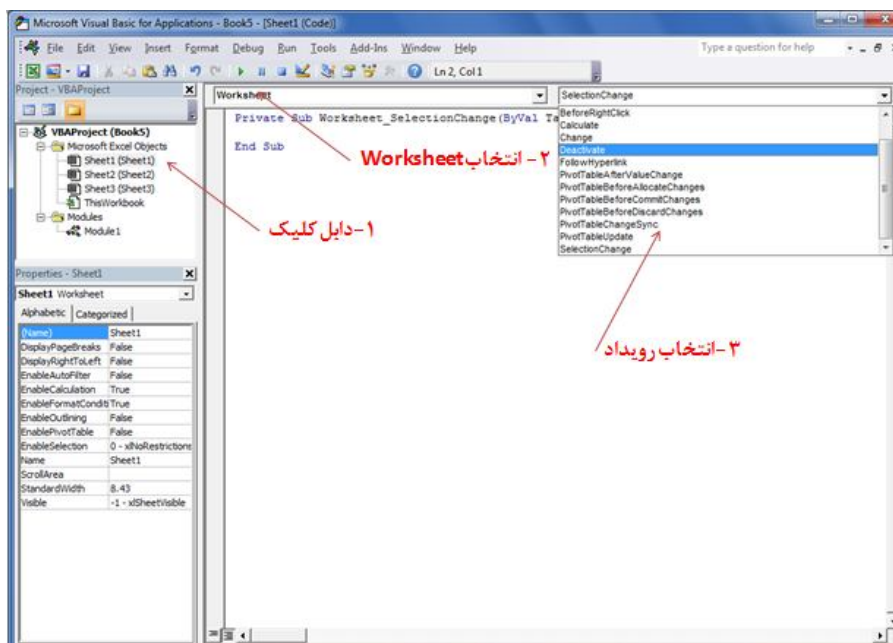 Microsoft Visual Basic for Applications - Book5 - [Sheet1 (Code)]
File Edit View Insert Format Debug Run Tools Add-Ins Window Help
Type a question for help
Ln 2, Col 1
Project - VBAProject
VBAProject (Book5)
Microsoft Excel Objects
Sheet1 (Sheet1)
Sheet2 (Sheet2)
Sheet3 (Sheet3)
ThisWorkbook
Modules
Module1
Properties - Sheet1
Sheet1 Worksheet
Alphabetic Categorized
(Name) Sheet1
DisplayPageBreaks False
DisplayRightToLeft False
EnableAutoFilter False
EnableCalculation True
EnableFormatConditi True
EnableOutlining False
EnablePivotTable False
EnableSelection 0 - xlNoRestrictions
Name Sheet1
ScrollArea
StandardWidth 8.43
Visible -1 - xlSheetVisible
Worksheet
SelectionChange
Private Sub Worksheet_SelectionChange(ByVal Ta
End Sub
BeforeRightClick
Calculate
Change
Deactivate
FollowHyperlink
PivotTableAfterValueChange
PivotTableBeforeAllocateChanges
PivotTableBeforeCommitChanges
PivotTableBeforeDiscardChanges
PivotTableChangeSync
PivotTableUpdate
SelectionChange
۲- انتخاب Worksheet
۱-دابل کلیک
۳-انتخاب رویداد